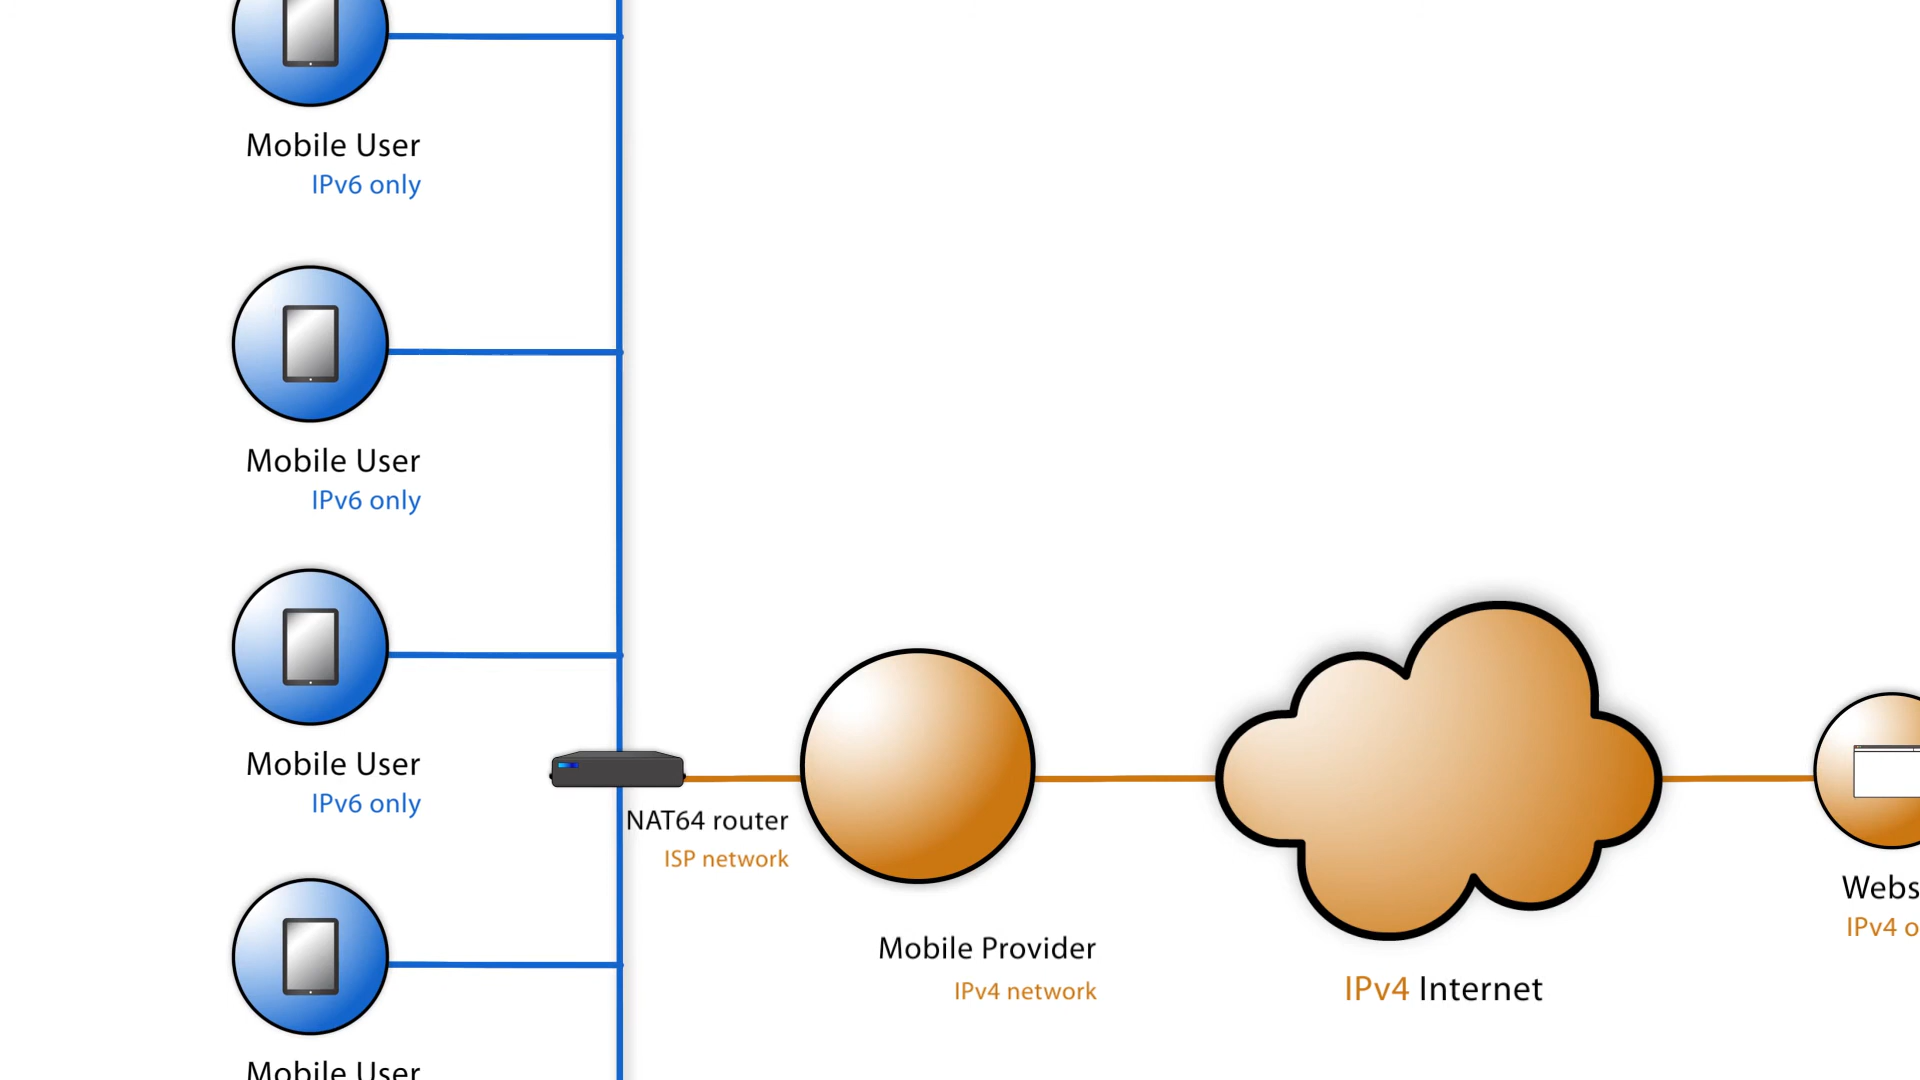 Mobile User
IPv6 only
Mobile User
IPv6 only
Mobile User
IPv6 only
NAT64 router
ISP network
Mobile Provider
IPv4 network
IPv4 Internet
IPv4
Mobile User